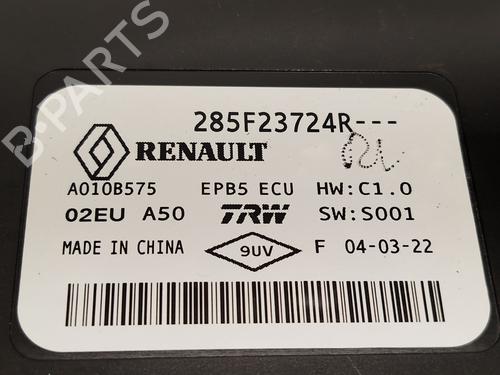 285F23724R---
RENAULT
A010B575 EPB5 ECU HW:C1.0
02EU A50 TRW SW:S001
MADE IN CHINA 9UV F 04-03-22